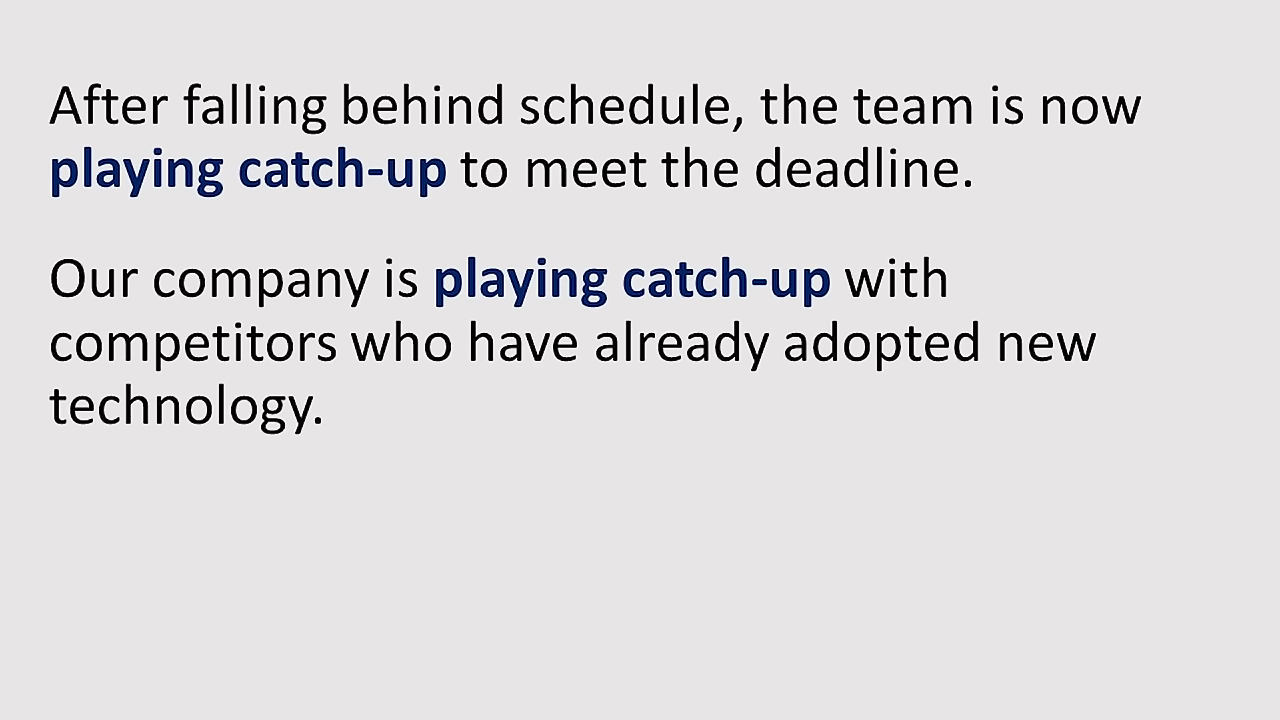 After falling behind schedule, the team is now
playing catch-up to meet the deadline.
Our company is playing catch-up with
competitors who have already adopted new
technology.